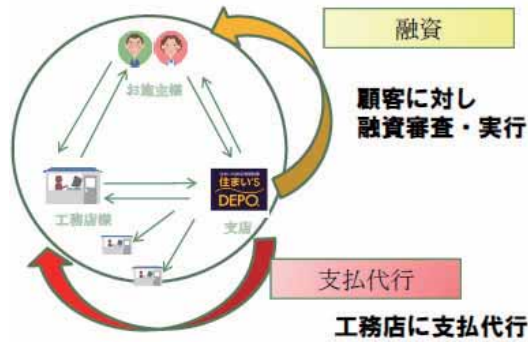 融資
お施主様
顧客に対し
融資審査・実行
住まい'S
DEPO.
工務店様
支店
支払代行
工務店に支払代行